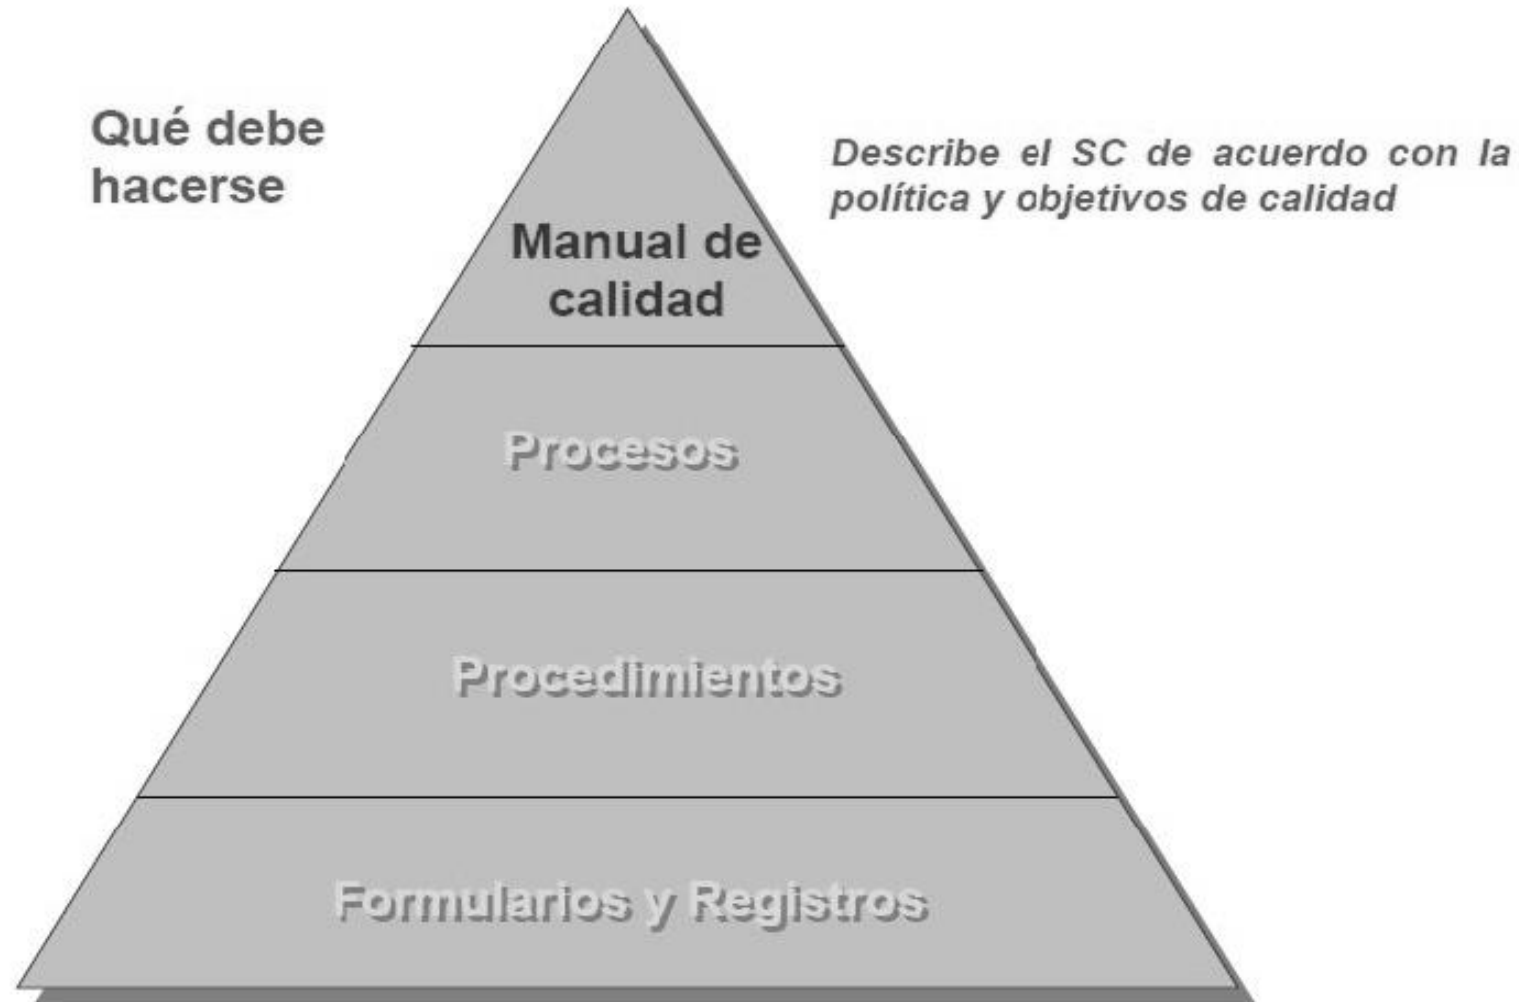 Qué debe
hacerse
Describe el SC de acuerdo con la
política y objetivos de calidad
Manual de
calidad
Procesos
Procedimientos
Formularios y Registros